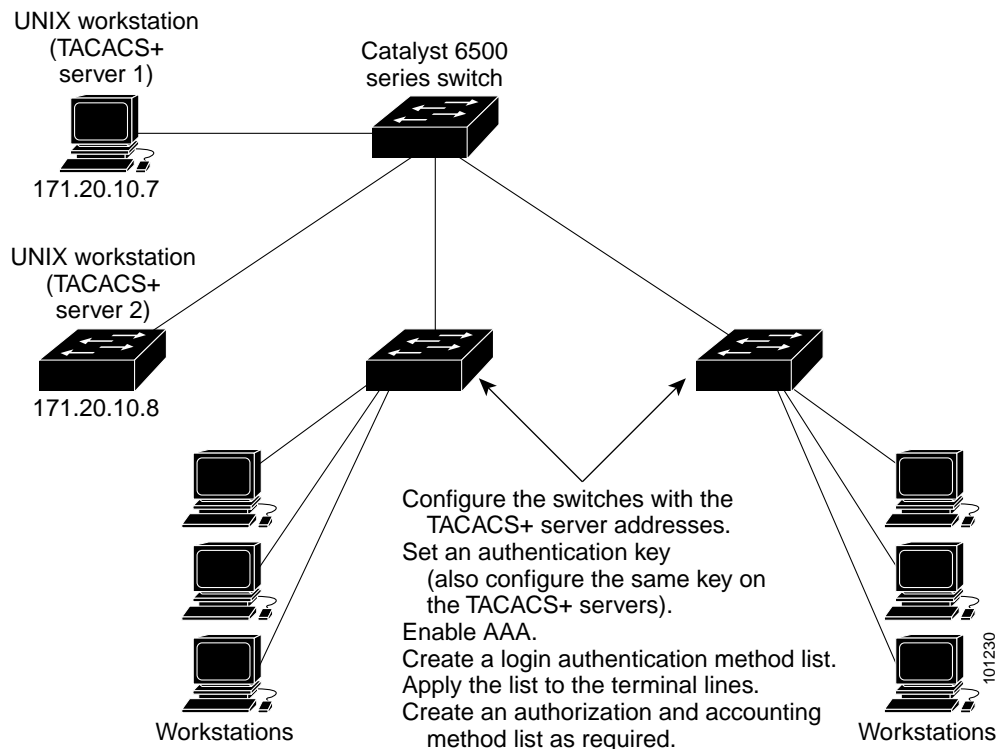 UNIX workstation
(TACACS+
server 1)
Catalyst 6500
series switch
171.20.10.7
UNIX workstation
(TACACS+
server 2)
171.20.10.8
Configure the switches with the
TACACS+ server addresses.
Set an authentication key
(also configure the same key on
the TACACS+ servers).
Enable AAA.
Create a login authentication method list.
Apply the list to the terminal lines.
Create an authorization and accounting
method list as required.
Workstations
Workstations
101230